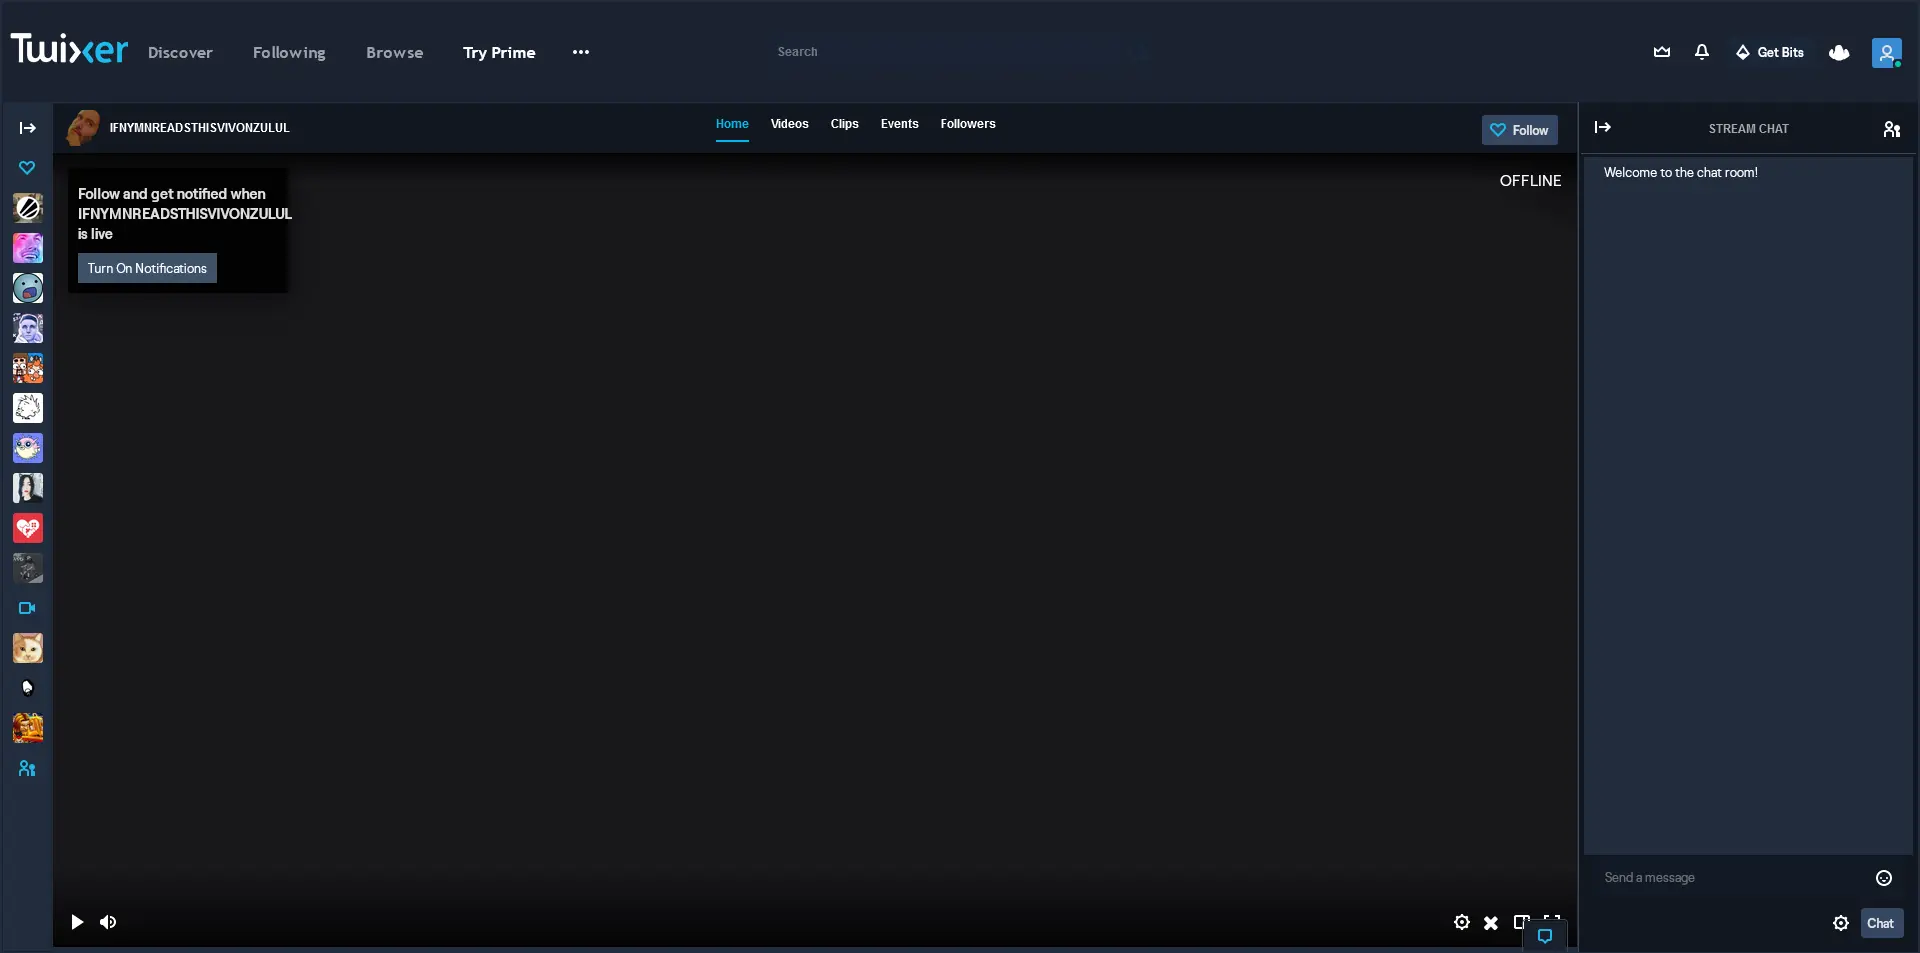 Twixer
Discover
Following
Browse
Try Prime
Search
Get Bits
IFNYMNREADSTHISVIVONZULUL
Home
Videos
Clips
Events
Followers
Follow
STREAM CHAT
Follow and get notified when
IFNYMNREADSTHISVIVONZULUL
is live
Turn On Notifications
OFFLINE
Welcome to the chat room!
Send a message
Chat